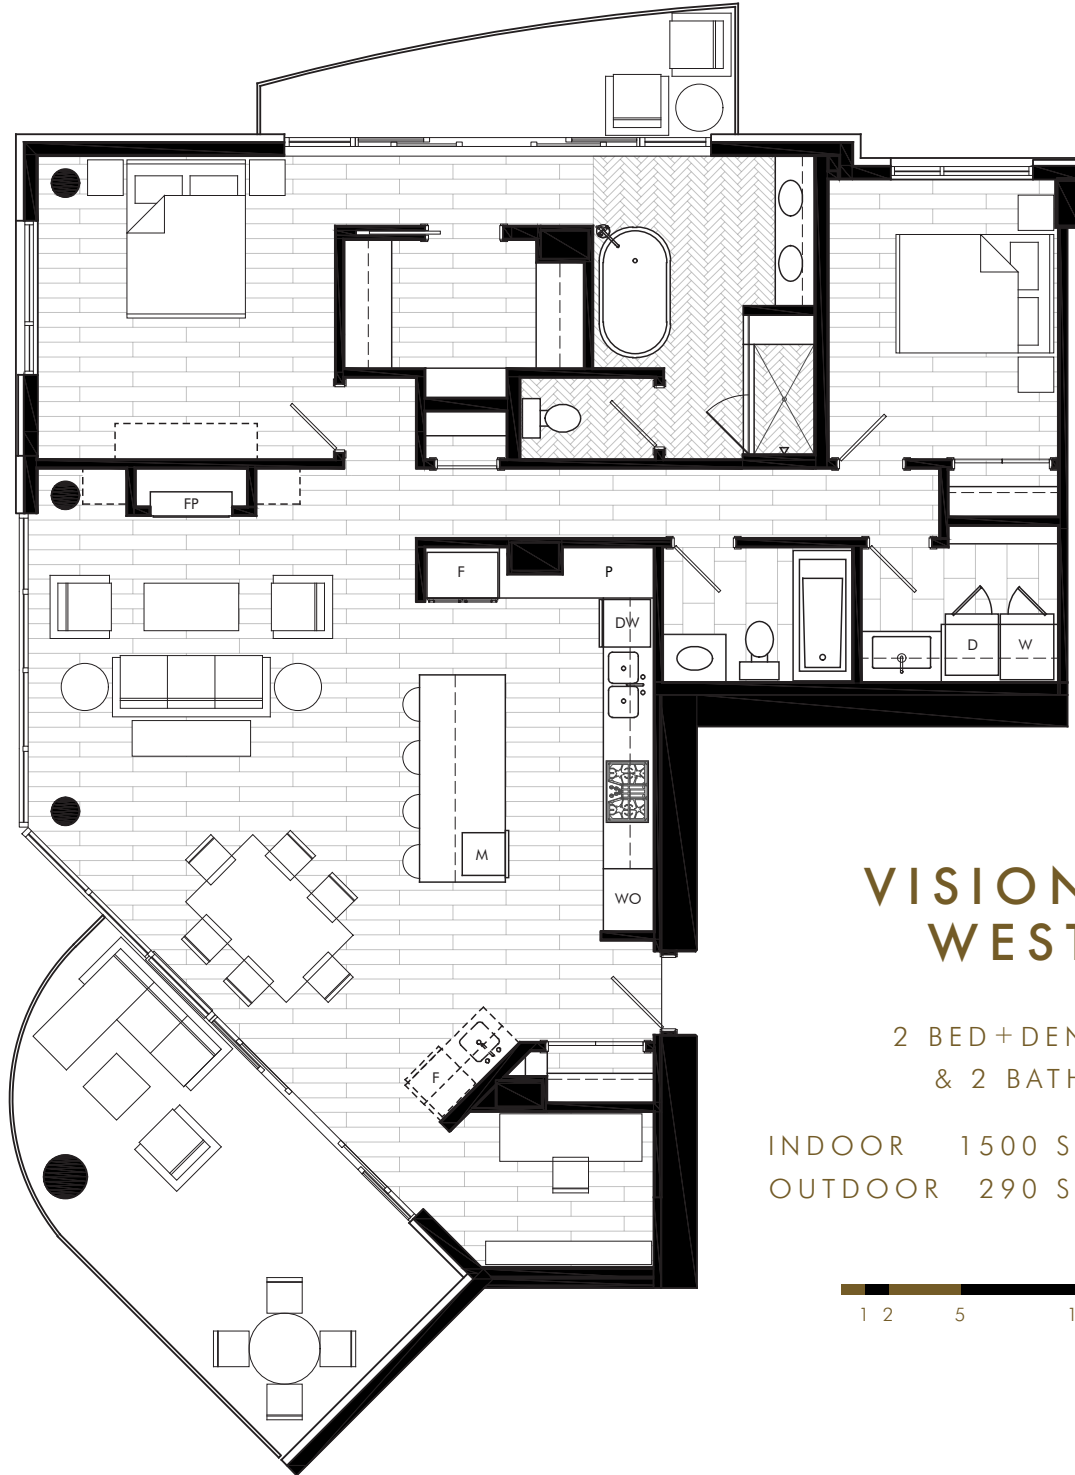 FP
F
P
DW
D
W
M
WO
F
VISION
WEST
2 BED+DEN
& 2 BATH
INDOOR 1500 S
OUTDOOR 290 S
1 2 5 1